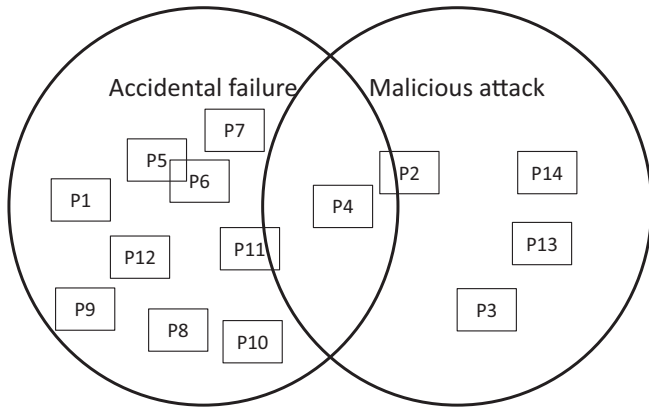 Accidental failure
Malicious attack
P7
P5
P6
P2
P14
P1
P4
P11
P13
P12
P9
P3
P8
P10